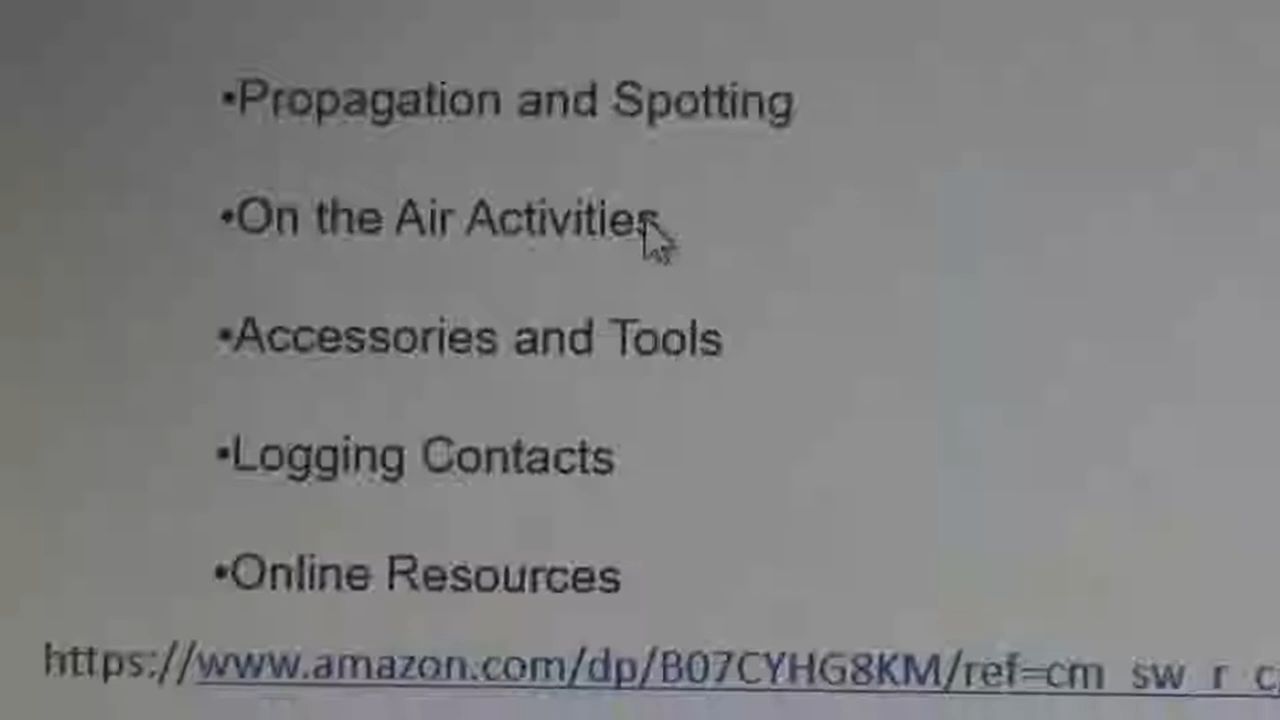 •Propagation and Spotting
•On the Air Activities
•Accessories and Tools
•Logging Contacts
•Online Resources
https://www.amazon.com/dp/B07CYHG8KM/ref=cm_sw_r_c